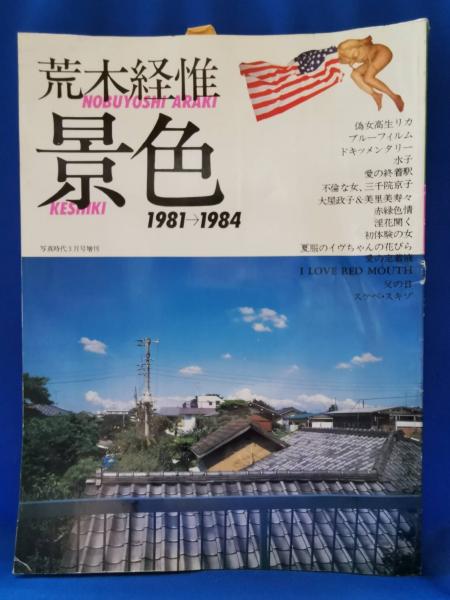 荒木経惟
NOBUYOSHI ARAKI
景色
KESHIKI
1981→1984
写真時代3月号増刊
偽女高生リカ
ブルーフィルム
ドキュメンタリー
水子
愛の終着駅
不倫な女、三千院京子
大屋政子&美里美寿々
赤緑色情
淫花開く
初体験の女
夏服のイヴちゃんの花びら
愛の定着液
I LOVE RED MOUTH
父の日
スケベ・スキゾ